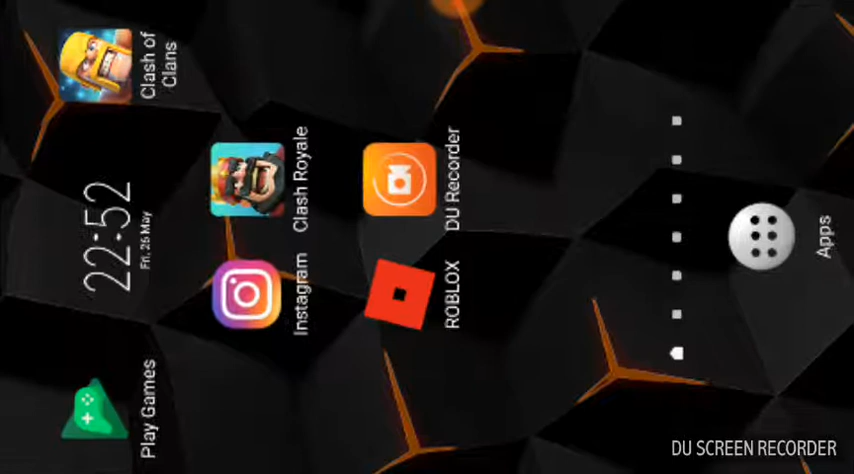 Play Games
22:52
Fri, 26 May
Clash of
Clans
Instagram
Clash Royale
ROBLOX
DU Recorder
Apps
DU SCREEN RECORDER